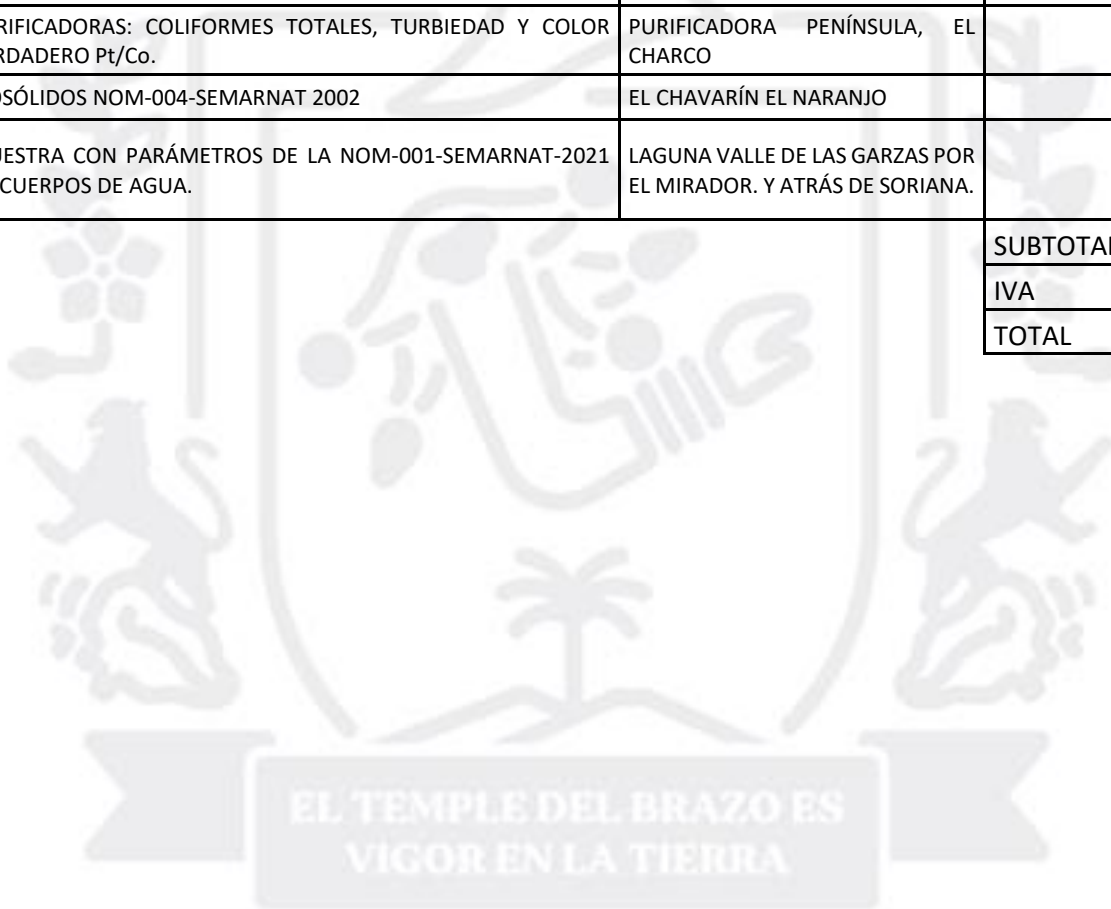 RIFICADORAS: COLIFORMES TOTALES, TURBIEDAD Y COLOR
RDADERO Pt/Co.
PURIFICADORA PENÍNSULA, EL
CHARCO
OSÓLIDOS NOM-004-SEMARNAT 2002
EL CHAVARÍN EL NARANJO
UESTRA CON PARÁMETROS DE LA NOM-001-SEMARNAT-2021
CUERPOS DE AGUA.
LAGUNA VALLE DE LAS GARZAS POR
EL MIRADOR. Y ATRÁS DE SORIANA.
SUBTOTAL
IVA
TOTAL
EL TEMPLE DEL BRAZO ES
VIGOR EN LA TIERRA